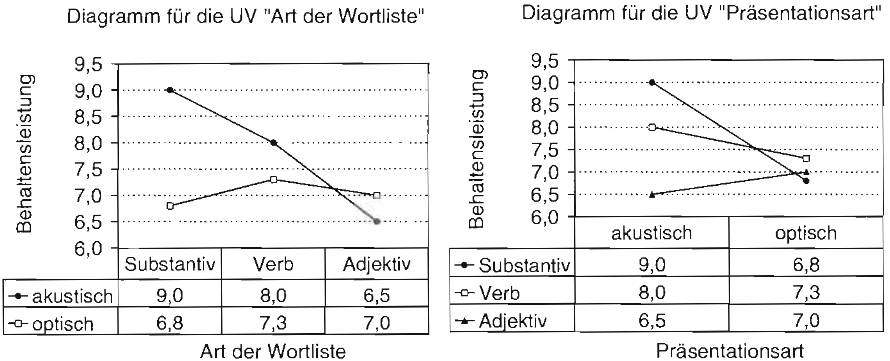 Diagramm für die UV "Art der Wortliste"
Behaltensleistung
9,5
9,0
8,5
8,0
7,5
7,0
6,5
6,0
Substantiv Verb Adjektiv
akustisch 9,0 8,0 6,5
optisch 6,8 7,3 7,0
Art der Wortliste
Diagramm für die UV "Präsentationsart"
Behaltensleistung
9,5
9,0
8,5
8,0
7,5
7,0
6,5
6,0
akustisch optisch
Substantiv 9,0 6,8
Verb 8,0 7,3
Adjektiv 6,5 7,0
Präsentationsart